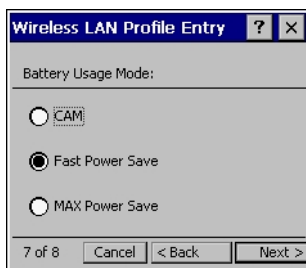 Wireless LAN Profile Entry ? ×
Battery Usage Mode:
CAM
Fast Power Save
MAX Power Save
7 of 8 Cancel < Back Next >